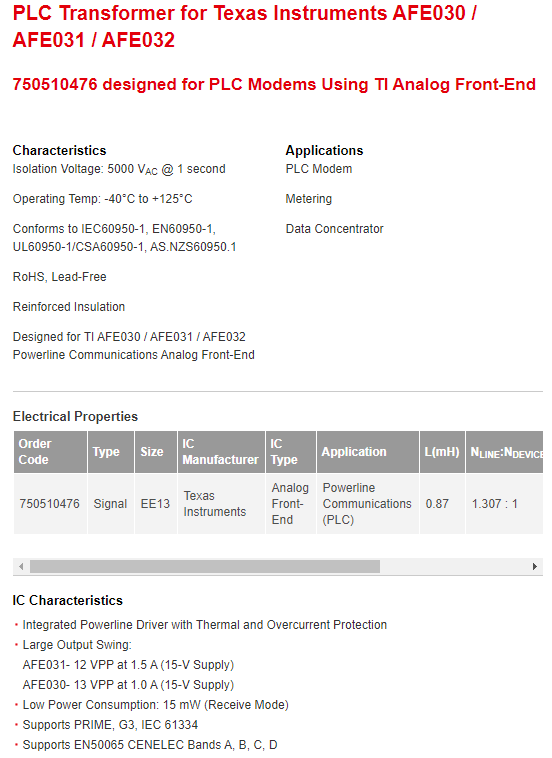 PLC Transformer for Texas Instruments AFE030 /
AFE031 / AFE032
750510476 designed for PLC Modems Using TI Analog Front-End
Characteristics
Isolation Voltage: 5000 VAC @ 1 second
Operating Temp: -40°C to +125°C
Conforms to IEC60950-1, EN60950-1,
UL60950-1/CSA60950-1, AS.NZS60950.1
RoHS, Lead-Free
Reinforced Insulation
Designed for TI AFE030 / AFE031 / AFE032
Powerline Communications Analog Front-End
Applications
PLC Modem
Metering
Data Concentrator
Electrical Properties
Order Code Type Size IC Manufacturer IC Type Application L(mH) NLINE:NDEVICE
750510476 Signal EE13 Texas Instruments Analog Front-End Powerline Communications (PLC) 0.87 1.307 : 1
IC Characteristics
• Integrated Powerline Driver with Thermal and Overcurrent Protection
• Large Output Swing:
AFE031- 12 VPP at 1.5 A (15-V Supply)
AFE030- 13 VPP at 1.0 A (15-V Supply)
• Low Power Consumption: 15 mW (Receive Mode)
• Supports PRIME, G3, IEC 61334
• Supports EN50065 CENELEC Bands A, B, C, D